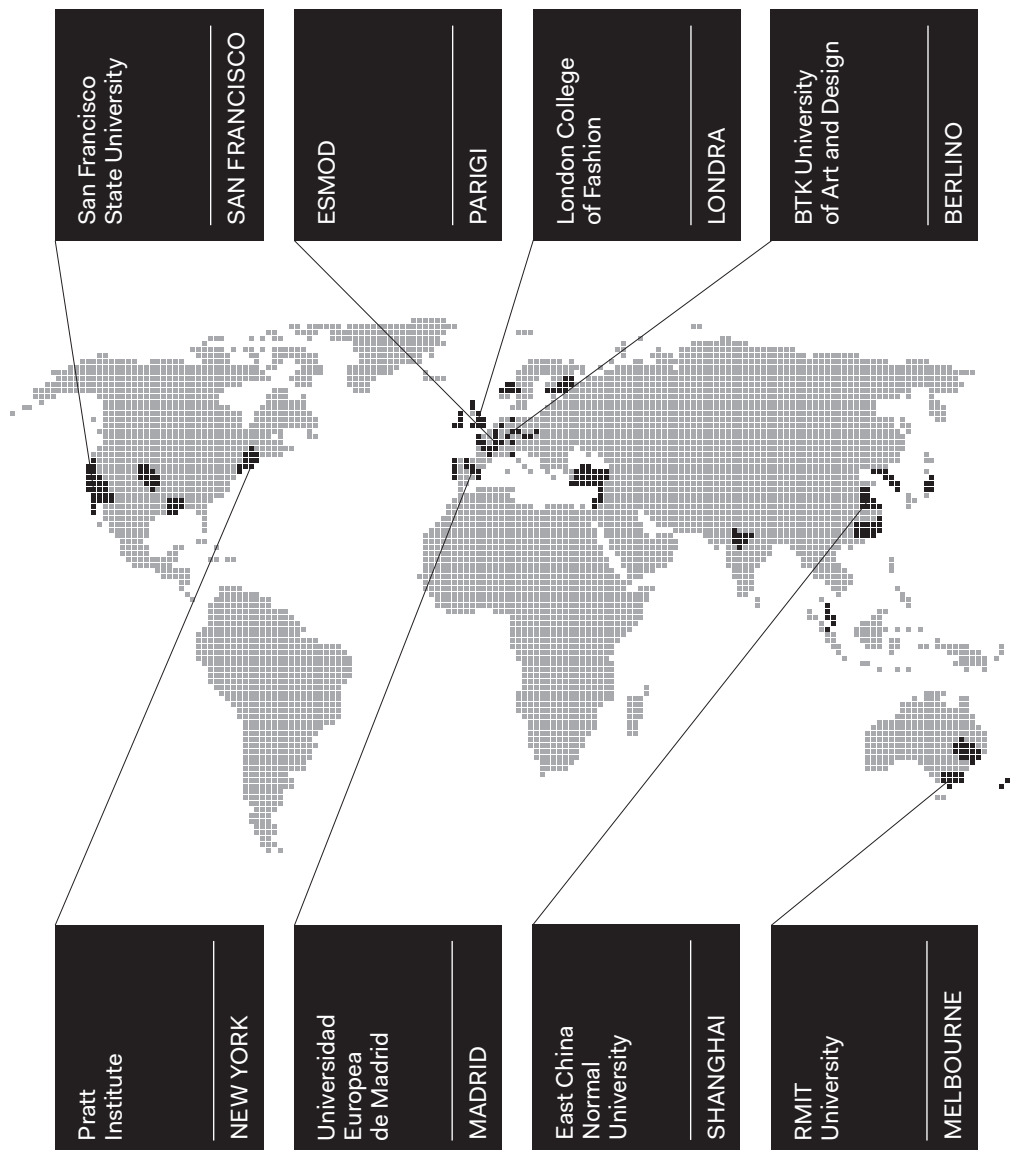 San Francisco
State University
SAN FRANCISCO
ESMOD
PARIGI
London College
of Fashion
LONDRA
BTK University
of Art and Design
BERLINO
Pratt
Institute
NEW YORK
Universidad
Europea
de Madrid
MADRID
East China
Normal
University
SHANGHAI
RMIT
University
MELBOURNE